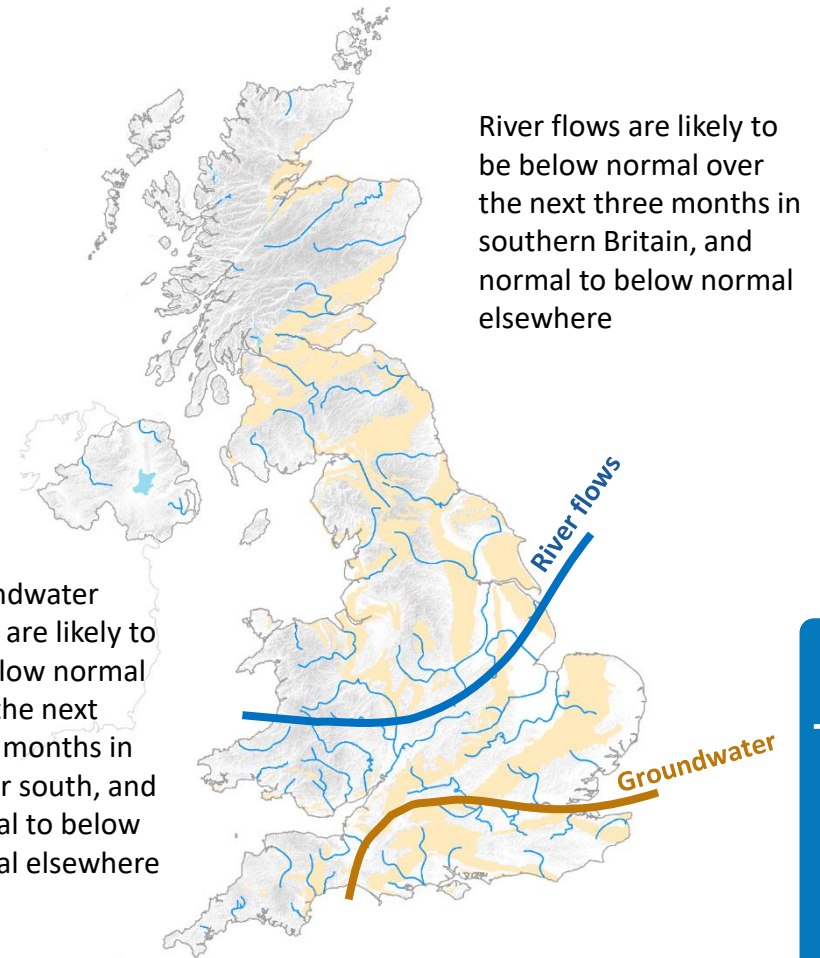 River flows are likely to
be below normal over
the next three months in
southern Britain, and
normal to below normal
elsewhere
River flows
ndwater
are likely to
low normal
the next
months in
r south, and
al to below
al elsewhere
Groundwater